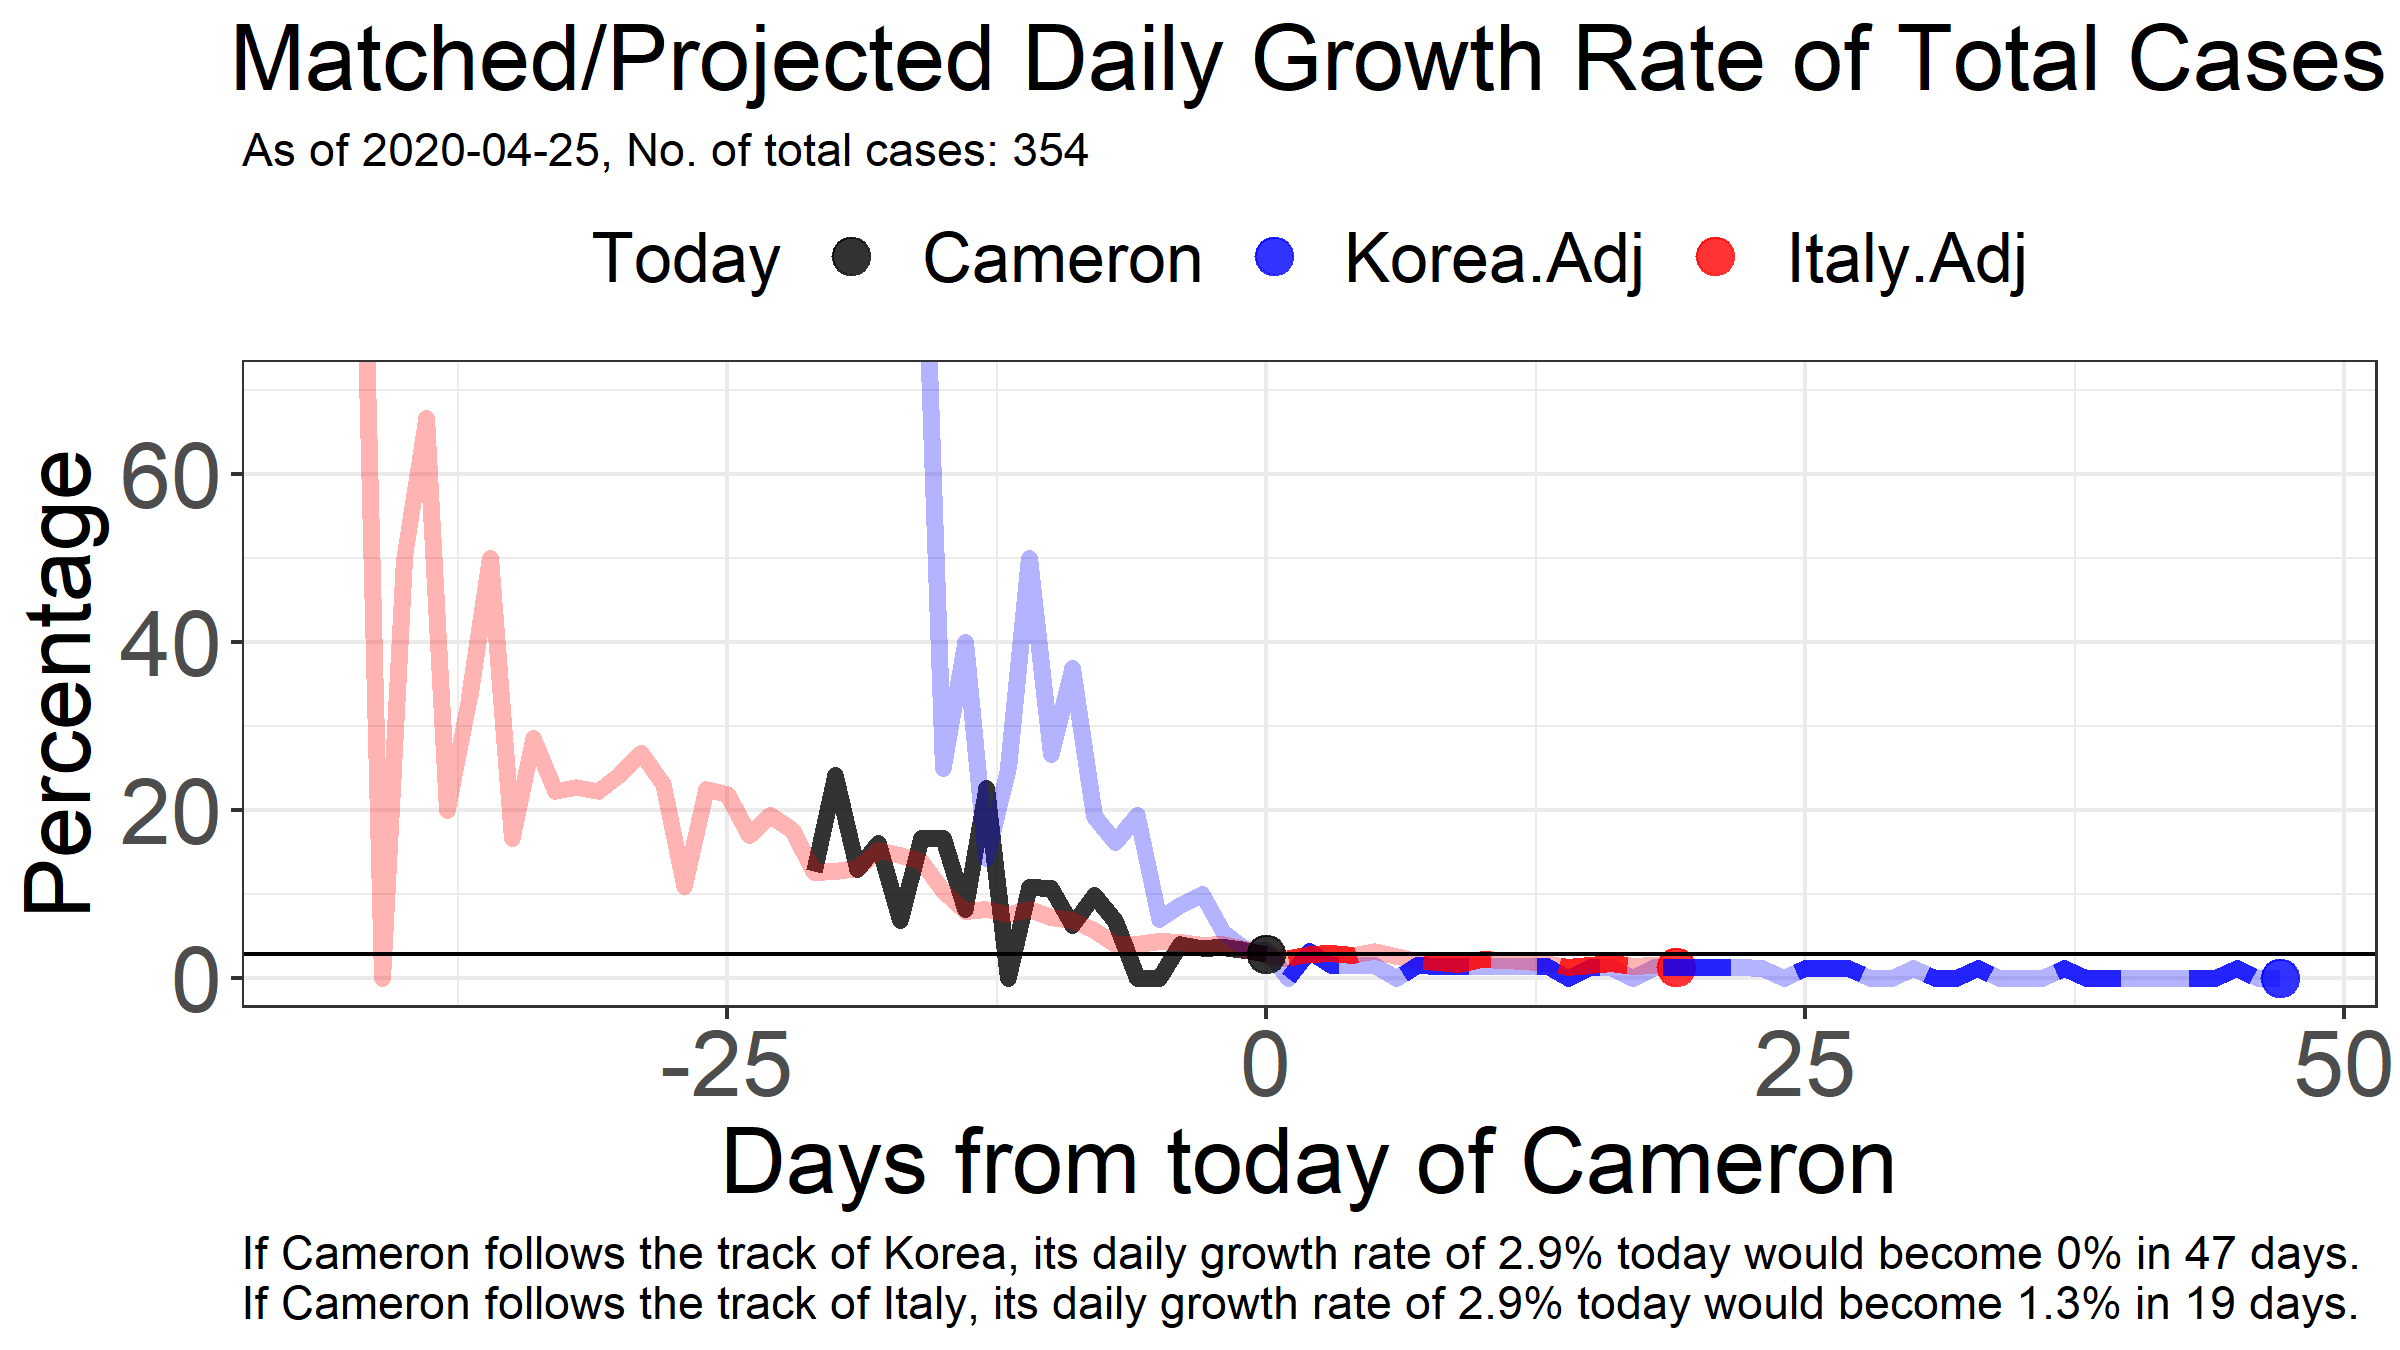 Matched/Projected Daily Growth Rate of Total Cases
As of 2020-04-25, No. of total cases: 354
Today Cameron Korea.Adj Italy.Adj
Percentage
60
40
20
0
-25 0 25 50
Days from today of Cameron
If Cameron follows the track of Korea, its daily growth rate of 2.9% today would become 0% in 47 days.
If Cameron follows the track of Italy, its daily growth rate of 2.9% today would become 1.3% in 19 days.